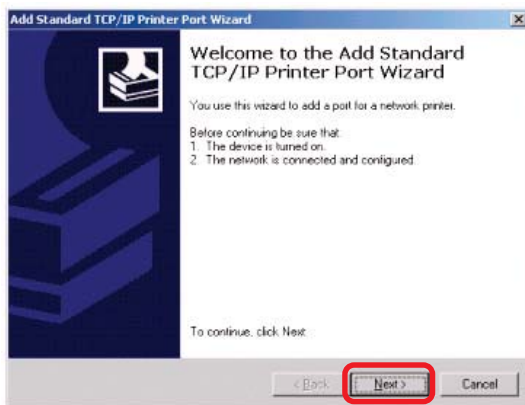 Add Standard TCP/IP Printer Port Wizard
Welcome to the Add Standard
TCP/IP Printer Port Wizard
You use this wizard to add a port for a network printer.
Before continuing be sure that:
1. The device is turned on.
2. The network is connected and configured.
To continue, click Next
< Back
Next >
Cancel